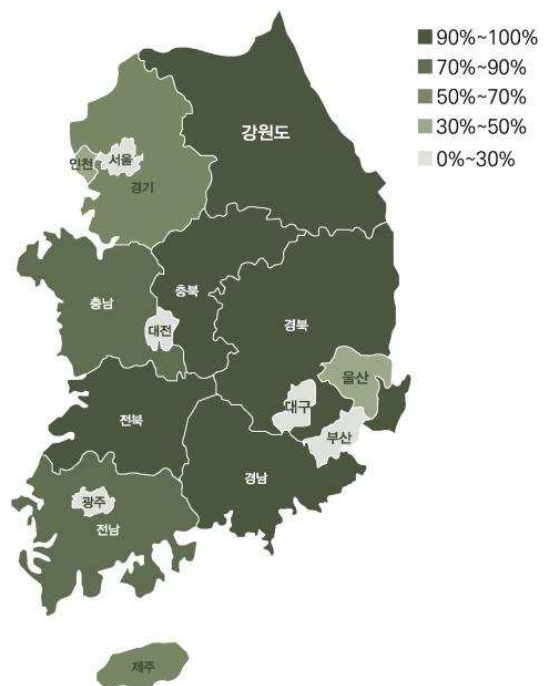 90%~100%
70%~90%
50%~70%
30%~50%
0%~30%
강원도
인천
서울
경기
충남
충북
대전
경북
울산
대구
전북
부산
경남
광주
전남
제주